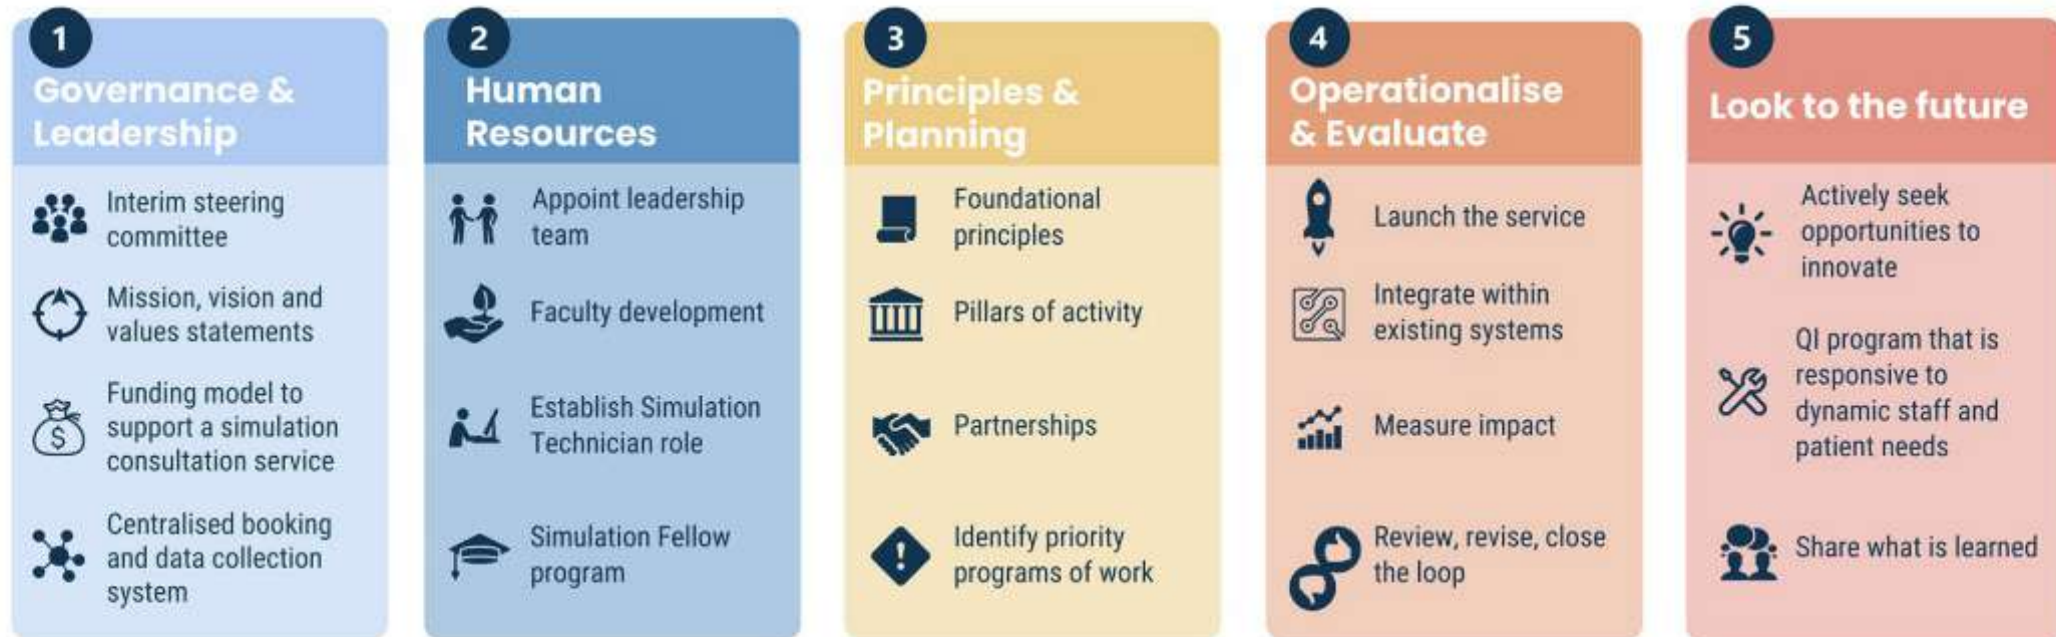 1
Governance &
Leadership
Interim steering
committee
Mission, vision and
values statements
Funding model to
support a simulation
consultation service
Centralised booking
and data collection
system
2
Human
Resources
Appoint leadership
team
Faculty development
Establish Simulation
Technician role
Simulation Fellow
program
3
Principles &
Planning
Foundational
principles
Pillars of activity
Partnerships
Identify priority
programs of work
4
Operationalise
& Evaluate
Launch the service
Integrate within
existing systems
Measure impact
Review, revise, close
the loop
5
Look to the future
Actively seek
opportunities to
innovate
QI program that is
responsive to
dynamic staff and
patient needs
Share what is learned